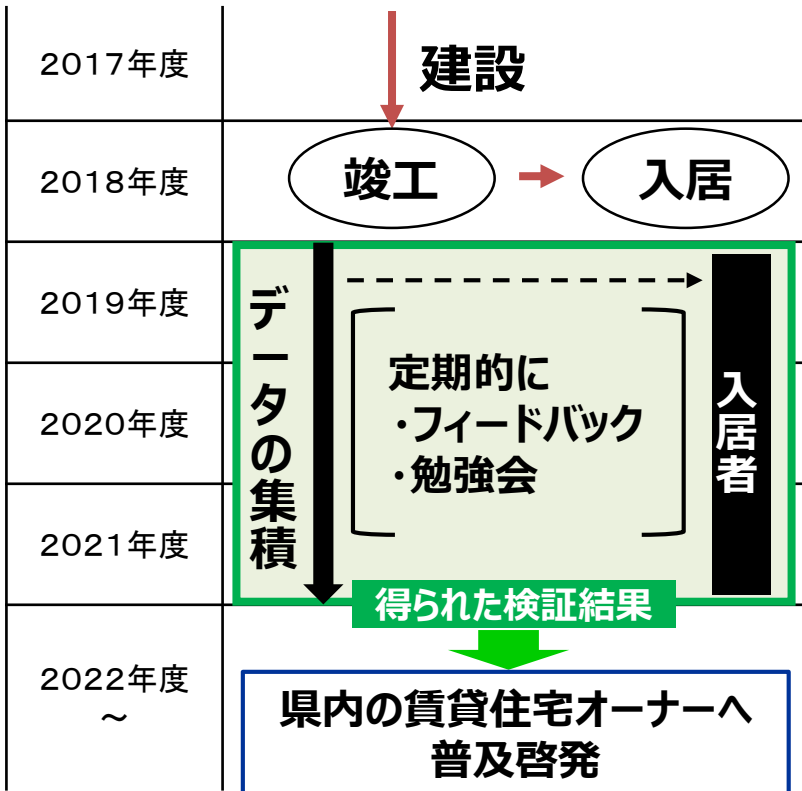 2017年度
建設
2018年度
竣工
入居
2019年度
2020年度
2021年度
データの集積
定期的に
・フィードバック
・勉強会
入居者
得られた検証結果
2022年度
～
県内の賃貸住宅オーナーへ
普及啓発